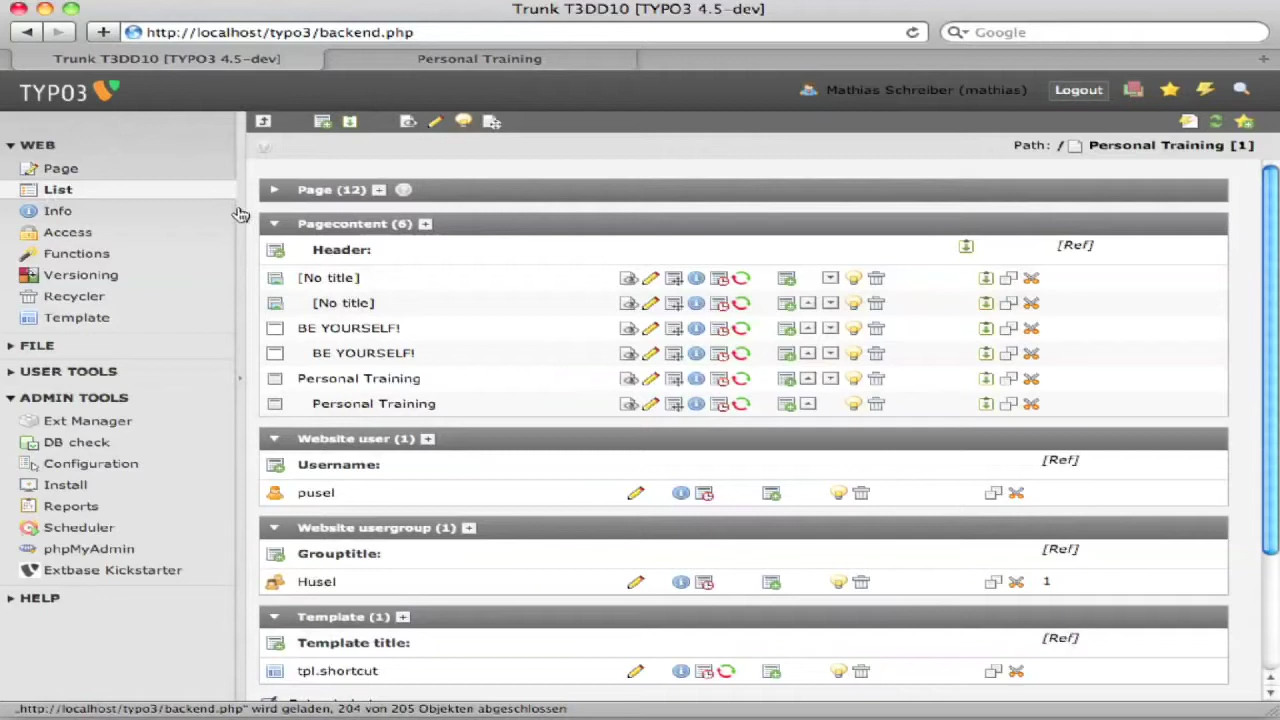 Trunk T3DD10 [TYPO3 4.5-dev]
http://localhost/typo3/backend.php
Google
Trunk T3DD10 [TYPO3 4.5-dev]
Personal Training
TYPO3
Mathias Schreiber (mathias)
Logout
Path: / Personal Training [1]
WEB
Page
List
Info
Access
Functions
Versioning
Recycler
Template
FILE
USER TOOLS
ADMIN TOOLS
Ext Manager
DB check
Configuration
Install
Reports
Scheduler
phpMyAdmin
Extbase Kickstarter
HELP
Page (12)
Pagecontent (6)
Header: [Ref]
[No title]
[No title]
BE YOURSELF!
BE YOURSELF!
Personal Training
Personal Training
Website user (1)
Username: [Ref]
pusel
Website usergroup (1)
Grouptitle: [Ref]
Husel 1
Template (1)
Template title: [Ref]
tpl.shortcut
„http://localhost/typo3/backend.php“ wird geladen, 204 von 205 Objekten abgeschlossen